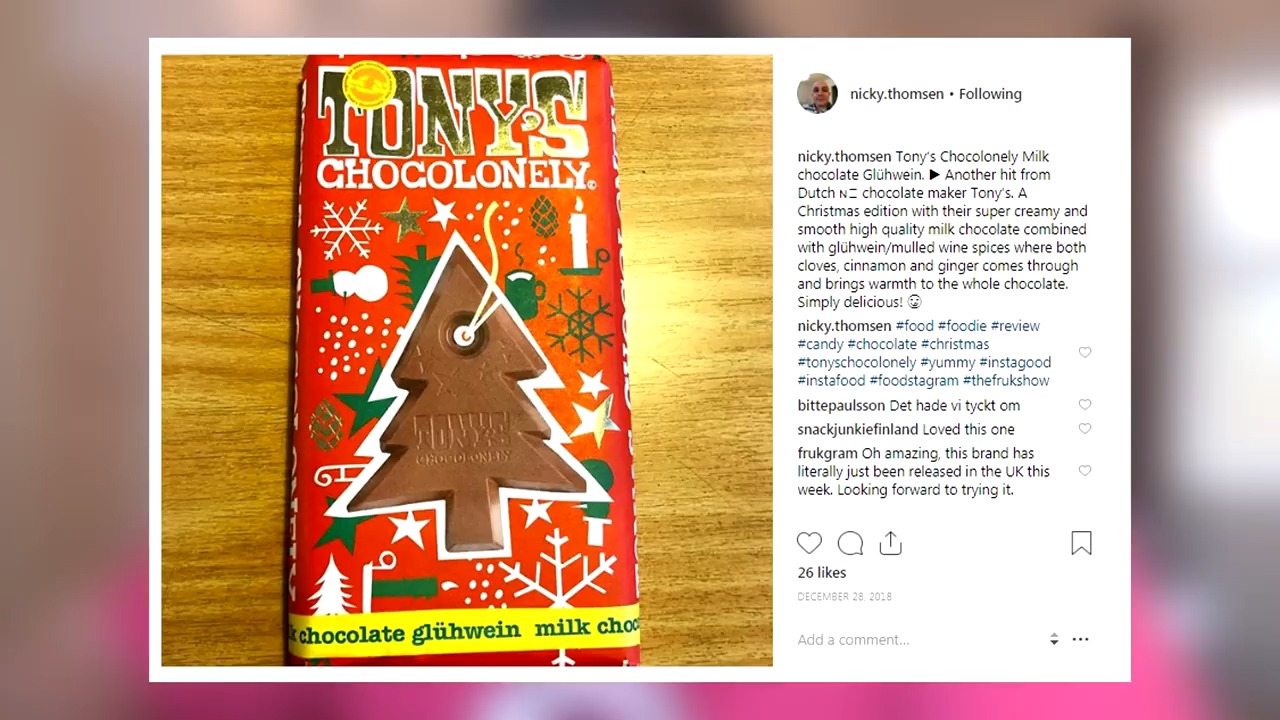 TONY'S
CHOCOLONELY
TONY'S
CHOCOLONELY
k chocolate glühwein milk choc
nicky.thomsen • Following
nicky.thomsen Tony's Chocolonely Milk
chocolate Glühwein. ▶ Another hit from
Dutch chocolate maker Tony's. A
Christmas edition with their super creamy and
smooth high quality milk chocolate combined
with glühwein/mulled wine spices where both
cloves, cinnamon and ginger comes through
and brings warmth to the whole chocolate.
Simply delicious! 😋
nicky.thomsen #food #foodie #review
#candy #chocolate #christmas
#tonyschocolonely #yummy #instagood
#instafood #foodstagram #thefrukshow
bittepaulsson Det hade vi tyckt om
snackjunkiefinland Loved this one
frukgram Oh amazing, this brand has
literally just been released in the UK this
week. Looking forward to trying it.
26 likes
DECEMBER 28, 2018
Add a comment...